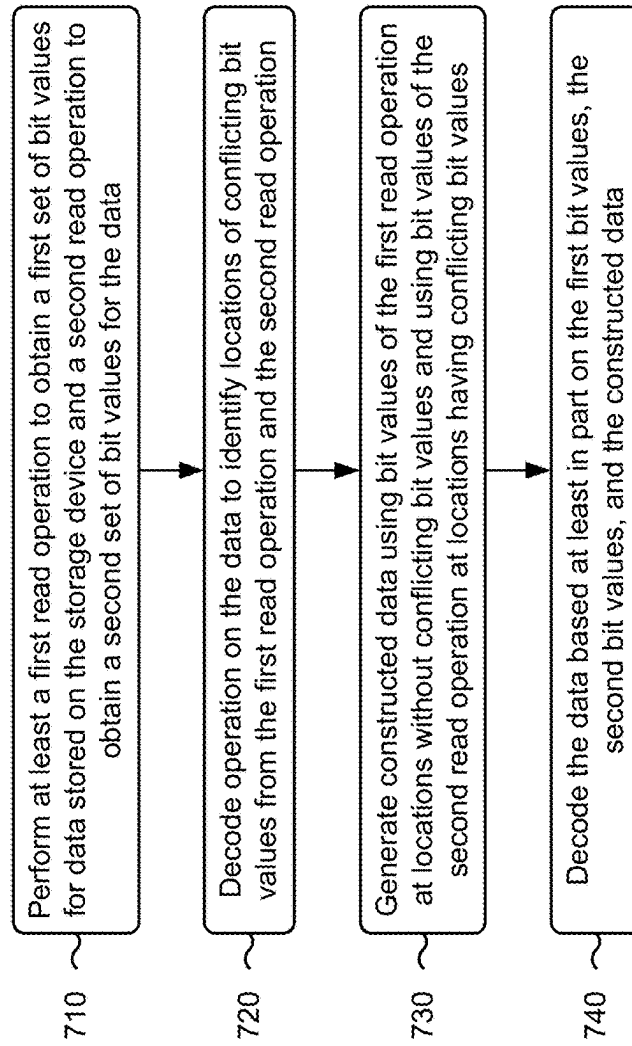 710
Perform at least a first read operation to obtain a first set of bit values
for data stored on the storage device and a second read operation to
obtain a second set of bit values for the data
720
Decode operation on the data to identify locations of conflicting bit
values from the first read operation and the second read operation
730
Generate constructed data using bit values of the first read operation
at locations without conflicting bit values and using bit values of the
second read operation at locations having conflicting bit values
740
Decode the data based at least in part on the first bit values, the
second bit values, and the constructed data